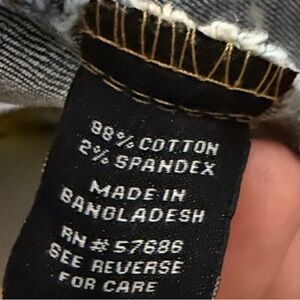 98% COTTON
2% SPANDEX
MADE IN
BANGLADESH
RN # 57686
SEE REVERSE
FOR CARE